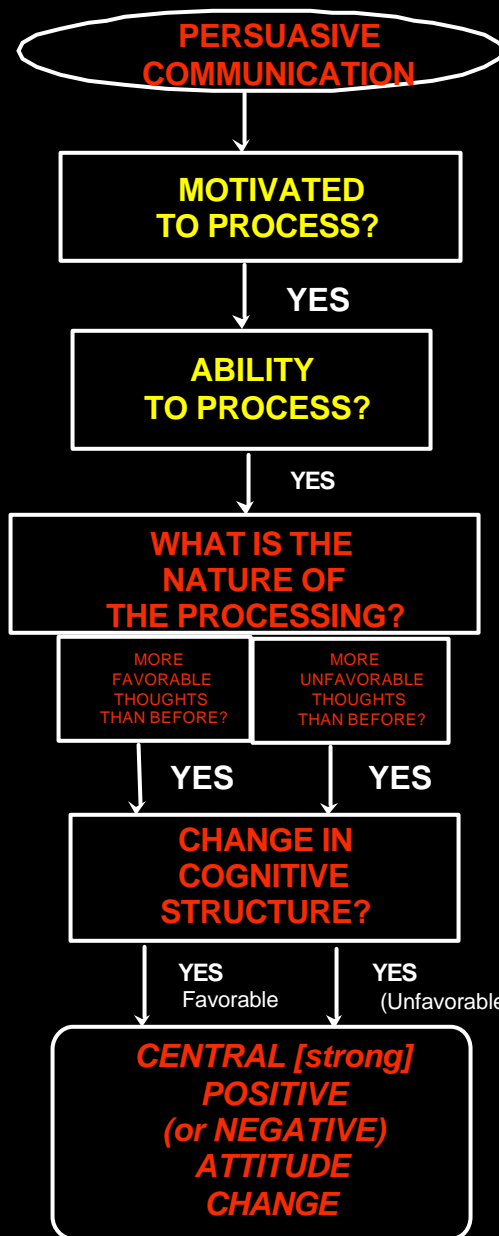 PERSUASIVE
COMMUNICATION
MOTIVATED
TO PROCESS?
YES
ABILITY
TO PROCESS?
YES
WHAT IS THE
NATURE OF
THE PROCESSING?
MORE
FAVORABLE
THOUGHTS
THAN BEFORE?
MORE
UNFAVORABLE
THOUGHTS
THAN BEFORE?
YES
YES
CHANGE IN
COGNITIVE
STRUCTURE?
YES
Favorable
YES
(Unfavorable
CENTRAL [strong]
POSITIVE
(or NEGATIVE)
ATTITUDE
CHANGE